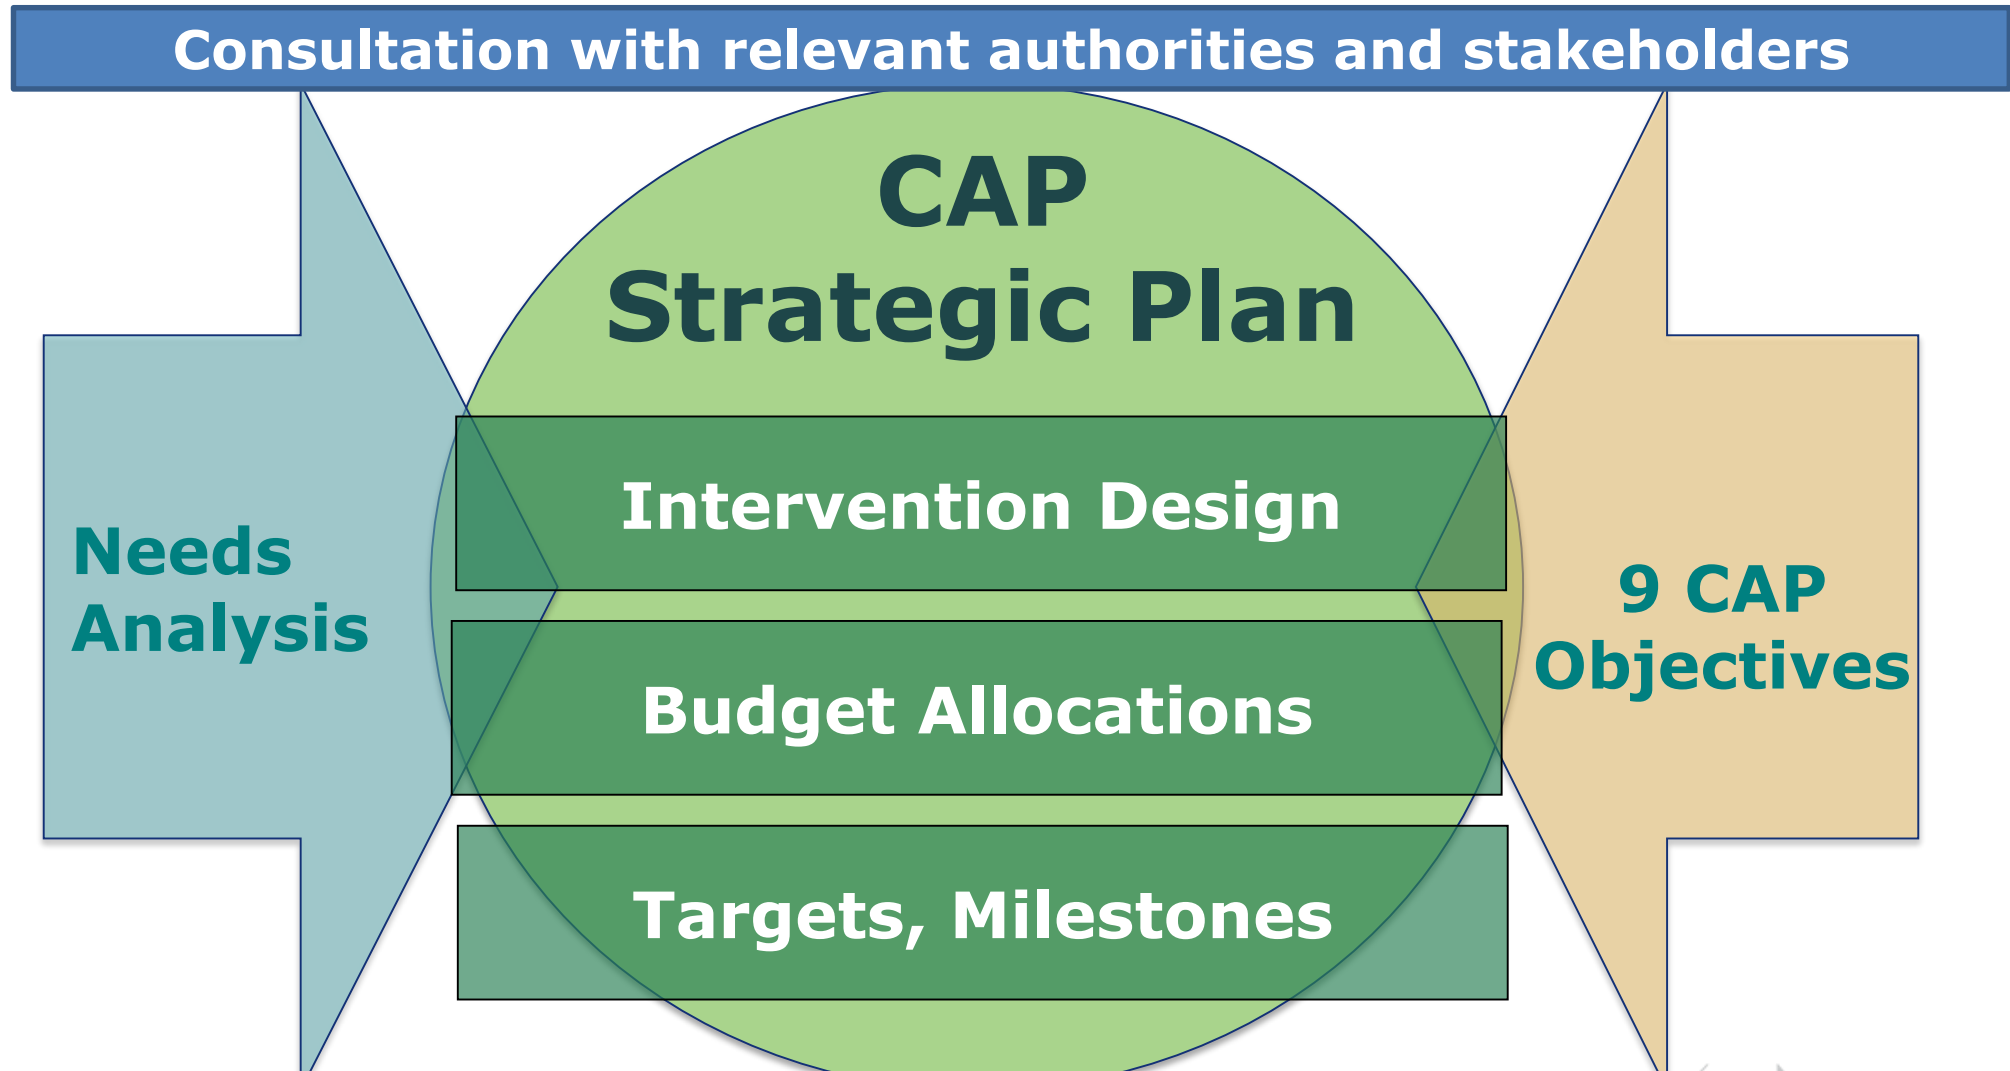 Consultation with relevant authorities and stakeholders
CAP
Strategic Plan
Needs
Analysis
Intervention Design
Budget Allocations
Targets, Milestones
9 CAP
Objectives